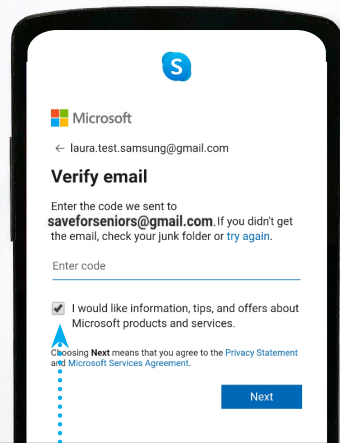 S
Microsoft
← laura.test.samsung@gmail.com
Verify email
Enter the code we sent to
saveforseniors@gmail.com. If you didn't get
the email, check your junk folder or try again.
Enter code
I would like information, tips, and offers about
Microsoft products and services.
Choosing Next means that you agree to the Privacy Statement
and Microsoft Services Agreement.
Next